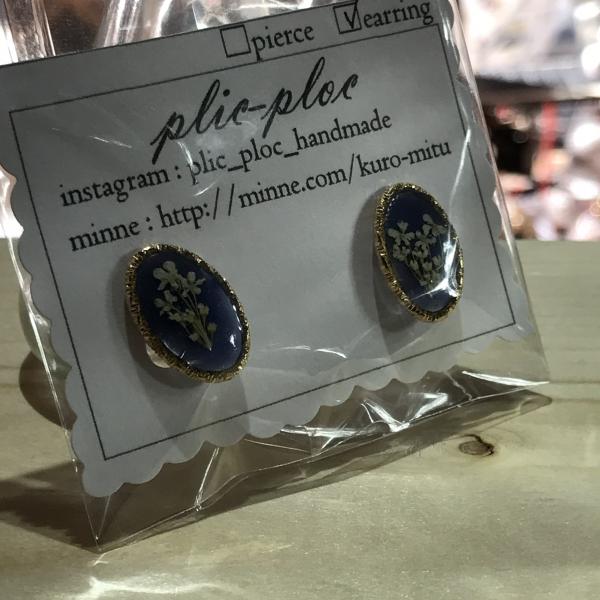 pierce earring
plic-ploc
instagram : plic_ploc_handmade
minne : http://minne.com/kuro-mitu